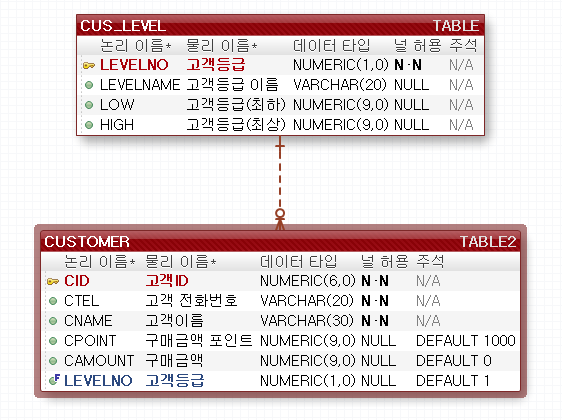 CUS_LEVEL TABLE
논리 이름* 물리 이름* 데이터 타입 널 허용 주석
LEVELNO 고객등급 NUMERIC(1,0) N·N N/A
LEVELNAME 고객등급 이름 VARCHAR(20) NULL N/A
LOW 고객등급(최하) NUMERIC(9,0) NULL N/A
HIGH 고객등급(최상) NUMERIC(9,0) NULL N/A
CUSTOMER TABLE2
논리 이름* 물리 이름* 데이터 타입 널 허용 주석
CID 고객ID NUMERIC(6,0) N·N N/A
CTEL 고객 전화번호 VARCHAR(20) N·N N/A
CNAME 고객이름 VARCHAR(30) N·N N/A
CPOINT 구매금액 포인트 NUMERIC(9,0) NULL DEFAULT 1000
CAMOUNT 구매금액 NUMERIC(9,0) NULL DEFAULT 0
F LEVELNO 고객등급 NUMERIC(1,0) NULL DEFAULT 1